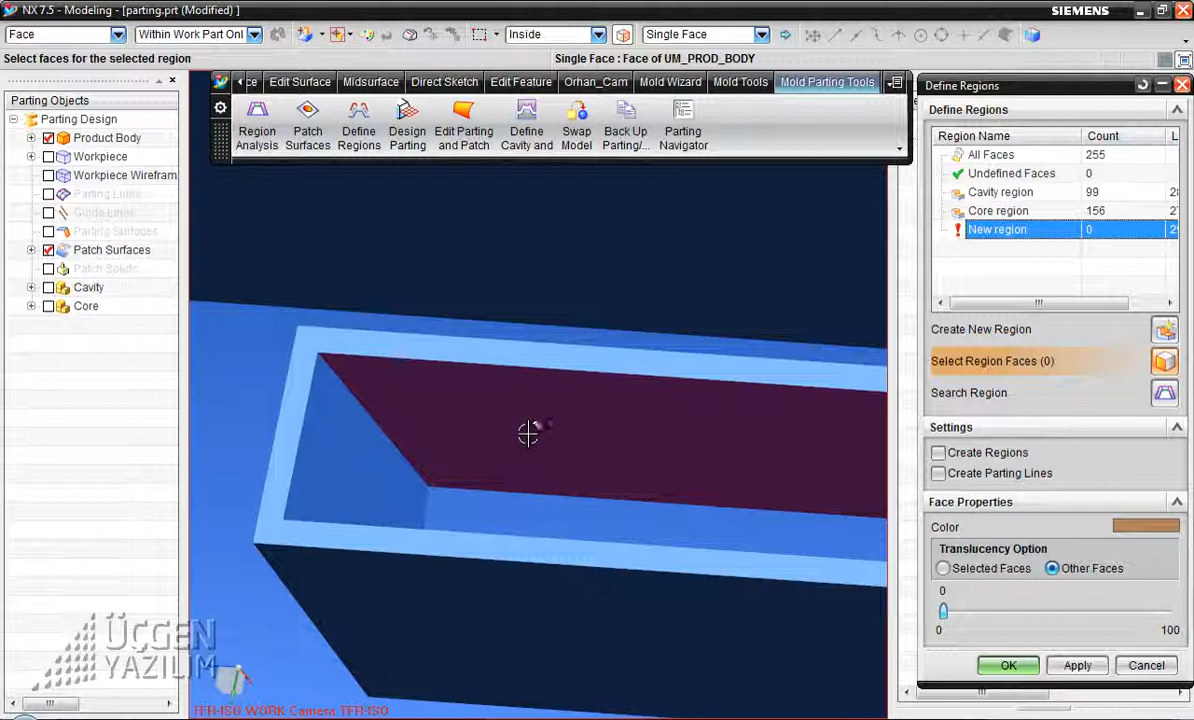 NX 7.5 - Modeling - [parting.prt (Modified) ]
SIEMENS
Face
Within Work Part Onl
Inside
Single Face
Select faces for the selected region
Single Face : Face of UM_PROD_BODY
Parting Objects
Parting Design
Product Body
Workpiece
Workpiece Wirefram
Guide Lines
Parting Surfaces
Patch Surfaces
Patch Solids
Cavity
Core
ce
Edit Surface
Midsurface
Direct Sketch
Edit Feature
Orhan_Cam
Mold Wizard
Mold Tools
Mold Parting Tools
Region Analysis
Patch Surfaces
Define Regions
Design Parting
Edit Parting and Patch
Define Cavity and
Swap Model
Back Up Parting/...
Parting Navigator
Define Regions
Define Regions
Region Name Count L
All Faces 255
Undefined Faces 0
Cavity region 99 28
Core region 156 27
New region 0 29
Create New Region
Select Region Faces (0)
Search Region
Settings
Create Regions
Create Parting Lines
Face Properties
Color
Translucency Option
Selected Faces Other Faces
0
0 100
OK Apply Cancel
ÜÇGEN
YAZILIM
TFR-ISO WORK Camera TFR-ISO